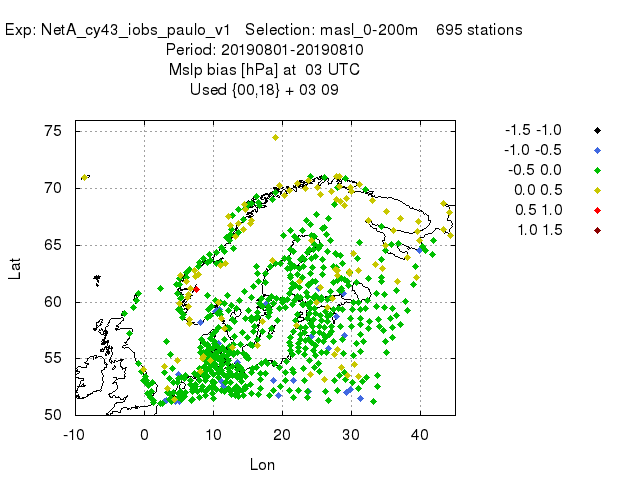 Exp: NetA_cy43_iobs_paulo_v1 Selection: masl_0-200m 695 stations
Period: 20190801-20190810
Mslp bias [hPa] at 03 UTC
Used {00,18} + 03 09
-1.5 -1.0
-1.0 -0.5
-0.5 0.0
0.0 0.5
0.5 1.0
1.0 1.5
75
70
65
60
55
50
Lat
-10 0 10 20 30 40
Lon